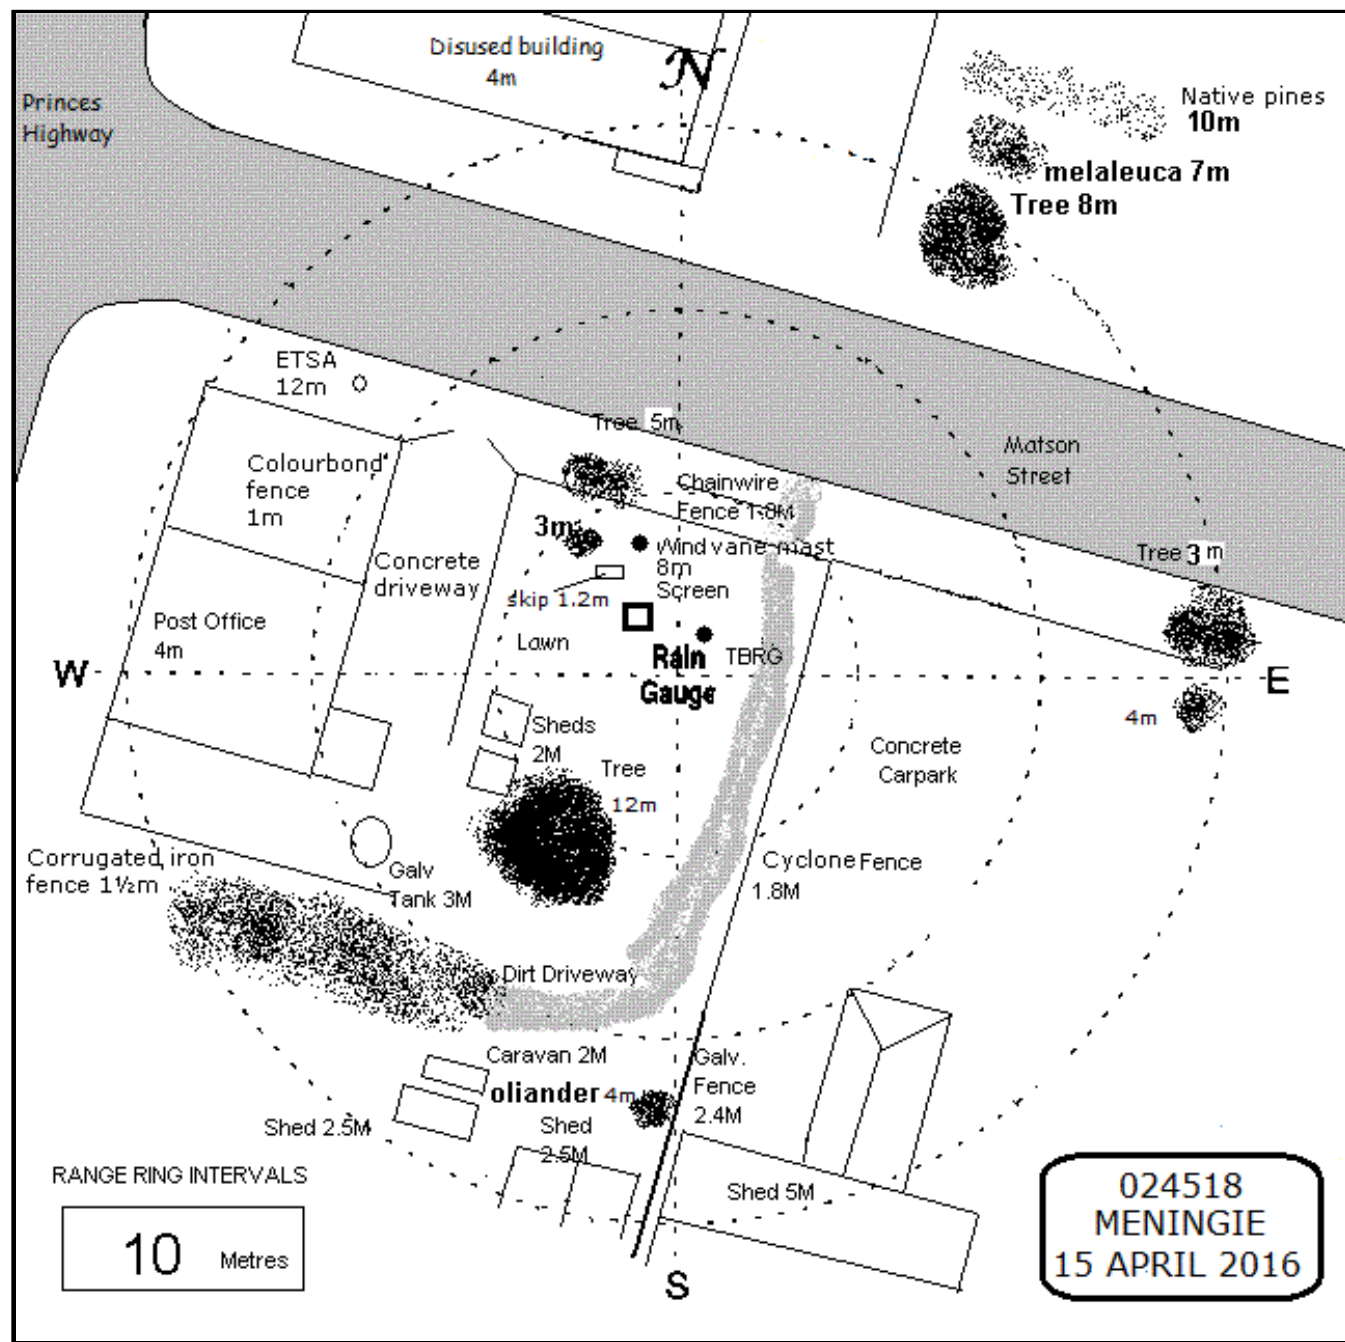 Disused building
4m
N
Princes
Highway
Native pines
10m
melaleuca 7m
Tree 8m
ETSA
12m
Tree 5m
Matson
Street
Colourbond
fence
1m
Chainwire
Fence 1.8M
3m
Wind vane mast
8m
Screen
Tree 3m
Concrete
driveway
skip 1.2m
Post Office
4m
Lawn
Rain
Gauge
TBRG
W
E
4m
Sheds
2M
Tree
12m
Concrete
Carpark
Corrugated iron
fence 1½m
Galv
Tank 3M
Cyclone Fence
1.8M
Dirt Driveway
Caravan 2M
oliander 4m
Galv.
Fence
2.4M
Shed 2.5M
Shed
2.5M
Shed 5M
RANGE RING INTERVALS
10 Metres
S
024518
MENINGIE
15 APRIL 2016